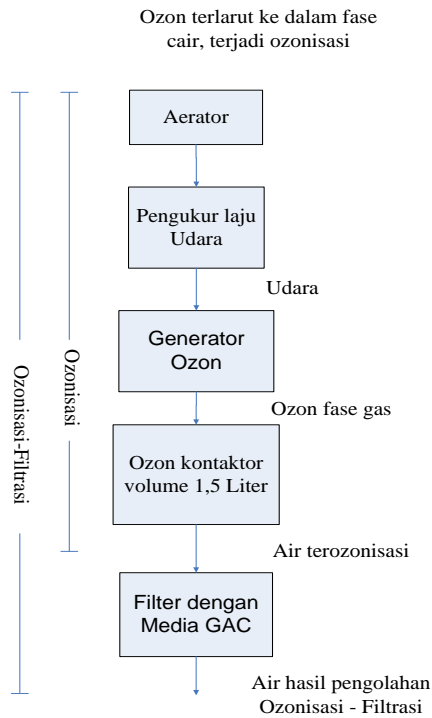 Ozon terlarut ke dalam fase
cair, terjadi ozonisasi
Aerator
Pengukur laju
Udara
Udara
Generator
Ozon
Ozon fase gas
Ozon kontaktor
volume 1,5 Liter
Air terozonisasi
Filter dengan
Media GAC
Air hasil pengolahan
Ozonisasi - Filtrasi
Ozonisasi
Ozonisasi-Filtrasi